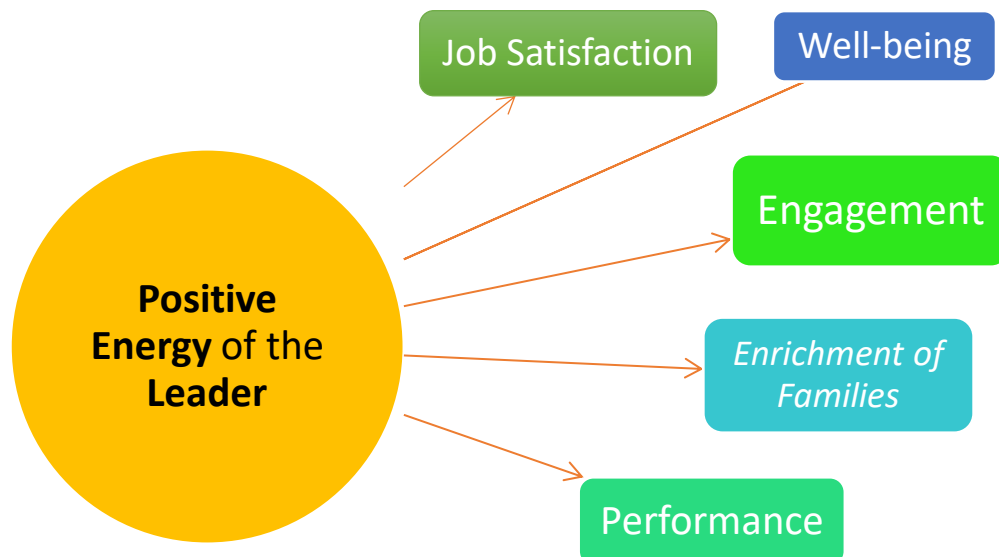 Job Satisfaction
Well-being
Engagement
Positive
Energy of the
Leader
Enrichment of
Families
Performance